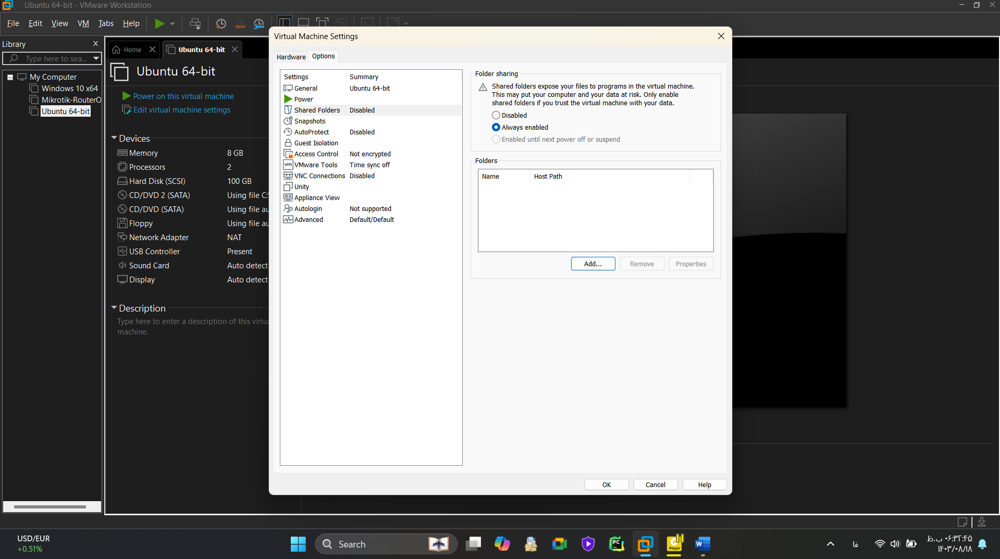 Ubuntu 64-bit - VMware Workstation
File Edit View VM Tabs Help
Library
Type here to sea...
My Computer
Windows 10 x64
Mikrotik-RouterO
Ubuntu 64-bit
Home
Ubuntu 64-bit
Ubuntu 64-bit
Power on this virtual machine
Edit virtual machine settings
Devices
Memory 8 GB
Processors 2
Hard Disk (SCSI) 100 GB
CD/DVD 2 (SATA) Using file C:\
CD/DVD (SATA) Using file au
Floppy Using file au
Network Adapter NAT
USB Controller Present
Sound Card Auto detect
Display Auto detect
Description
Type here to enter a description of this virtua
machine.
Virtual Machine Settings
Hardware Options
Settings Summary
General Ubuntu 64-bit
Power
Shared Folders Disabled
Snapshots
AutoProtect Disabled
Guest Isolation
Access Control Not encrypted
VMware Tools Time sync off
VNC Connections Disabled
Unity
Appliance View
Autologin Not supported
Advanced Default/Default
Folder sharing
Shared folders expose your files to programs in the virtual machine.
This may put your computer and your data at risk. Only enable
shared folders if you trust the virtual machine with your data.
Disabled
Always enabled
Enabled until next power off or suspend
Folders
Name Host Path
Add... Remove Properties
OK Cancel Help
USD/EUR
+0.51%
Search
PC
Player
W
فا
۰۶:۳۲:۴۵ ب.ظ
۱۴۰۳/۰۸/۱۸